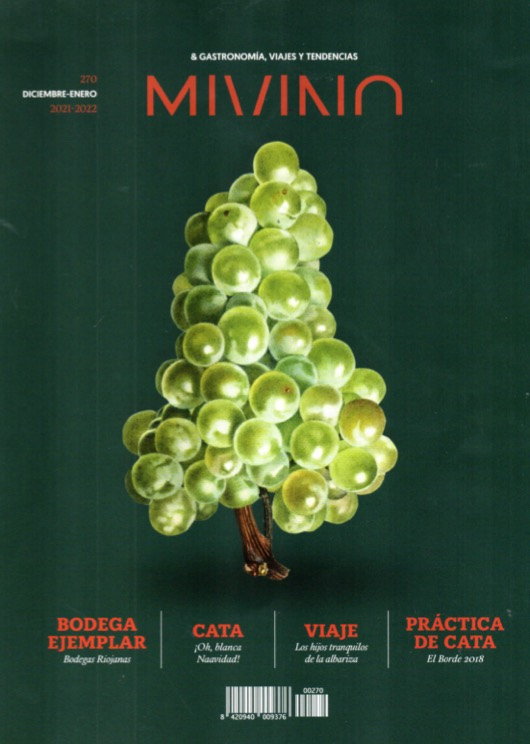 & GASTRONOMÍA, VIAJES Y TENDENCIAS
270
DICIEMBRE-ENERO
2021-2022
MIVINO
BODEGA
EJEMPLAR
Bodegas Riojanas
CATA
¡Oh, blanca
Naavidad!
VIAJE
Los hijos tranquilos
de la albariza
PRÁCTICA
DE CATA
El Borde 2018
00270
8 420940 009376